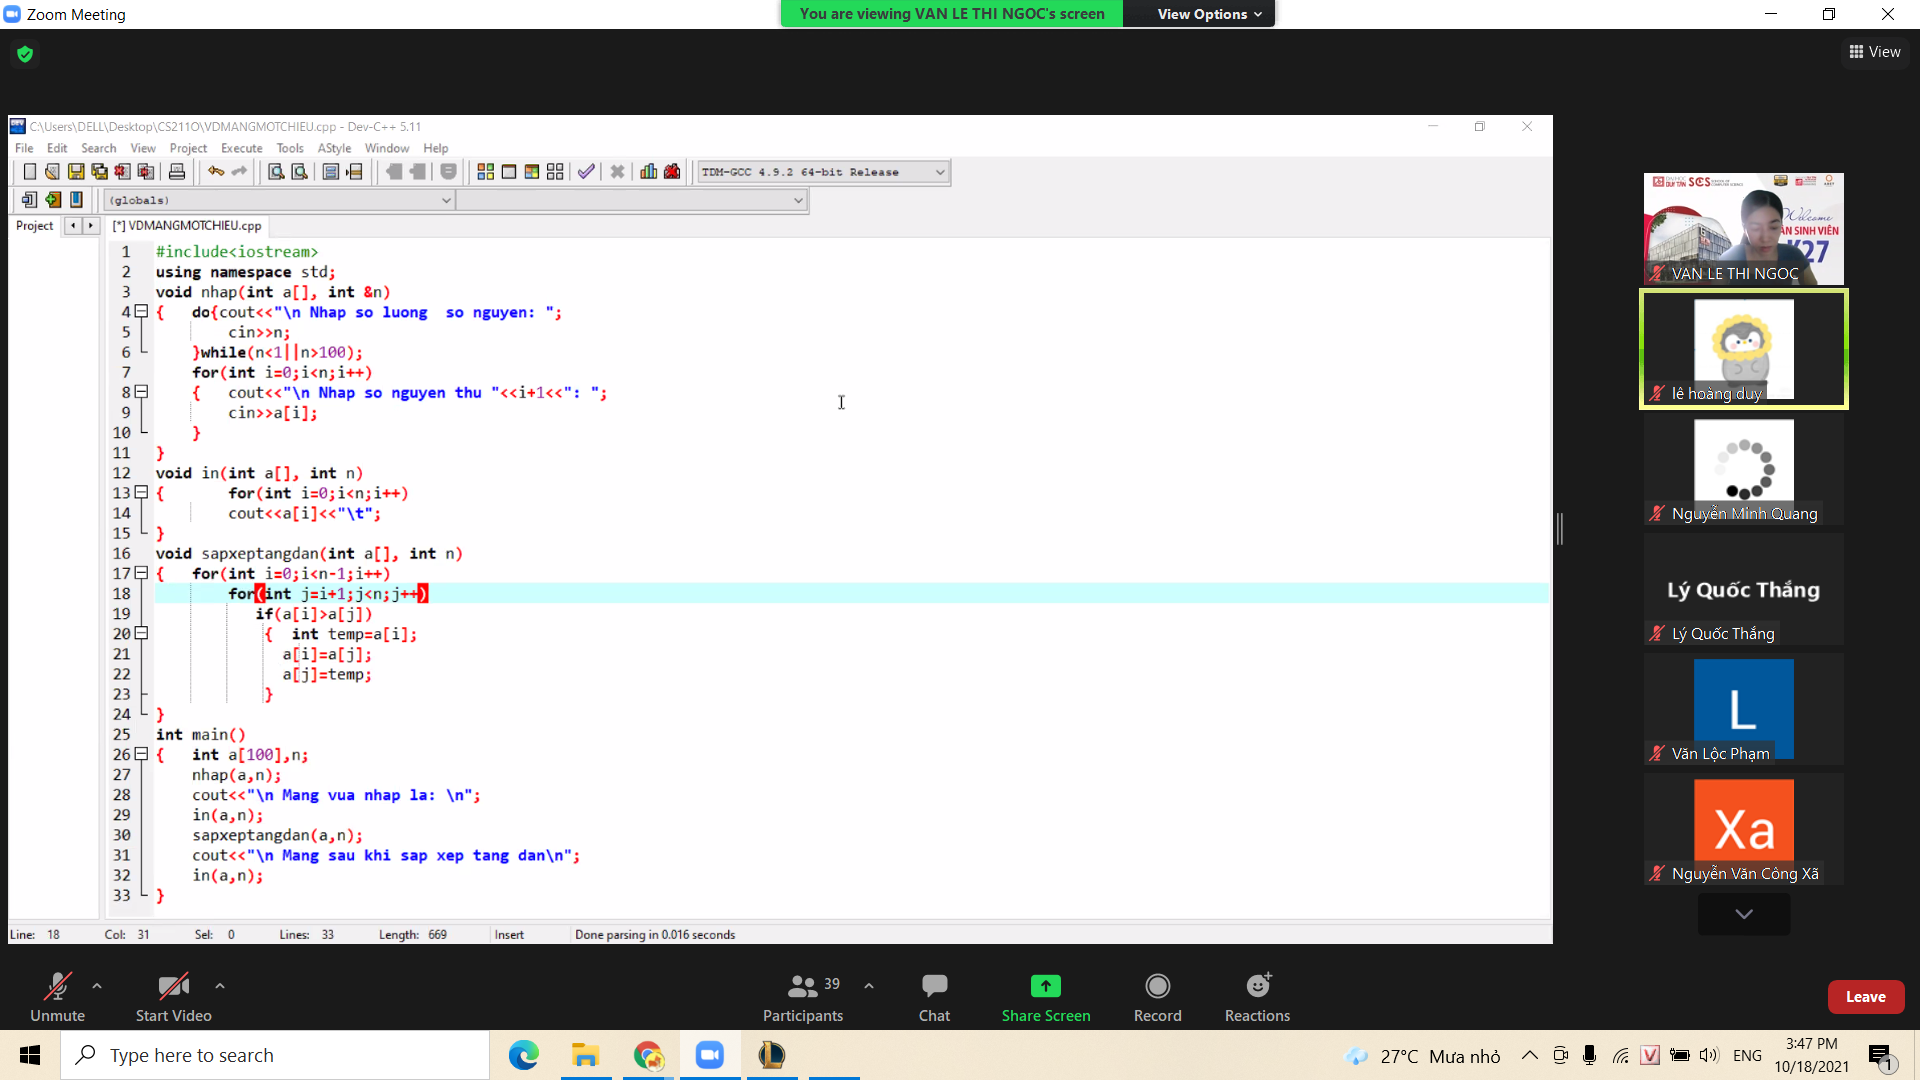 Zoom Meeting
You are viewing VAN LE THI NGOC's screen
View Options
View
C:\Users\DELL\Desktop\CS211O\VDMANGMOTCHIEU.cpp - Dev-C++ 5.11
File Edit Search View Project Execute Tools AStyle Window Help
TDM-GCC 4.9.2 64-bit Release
(globals)
Project
[*] VDMANGMOTCHIEU.cpp
1 #include<iostream>
2 using namespace std;
3 void nhap(int a[], int &n)
4 { do{cout<<"\n Nhap so luong  so nguyen: ";
5 cin>>n;
6 }while(n<1||n>100);
7 for(int i=0;i<n;i++)
8 { cout<<"\n Nhap so nguyen thu "<<i+1<<": ";
9 cin>>a[i];
10 }
11 }
12 void in(int a[], int n)
13 { for(int i=0;i<n;i++)
14 cout<<a[i]<<"\t";
15 }
16 void sapxeptangdan(int a[], int n)
17 { for(int i=0;i<n-1;i++)
18 for(int j=i+1;j<n;j++)
19 if(a[i]>a[j])
20 { int temp=a[i];
21 a[i]=a[j];
22 a[j]=temp;
23 }
24 }
25 int main()
26 { int a[100],n;
27 nhap(a,n);
28 cout<<"\n Mang vua nhap la: \n";
29 in(a,n);
30 sapxeptangdan(a,n);
31 cout<<"\n Mang sau khi sap xep tang dan\n";
32 in(a,n);
33 }
Line: 18 Col: 31 Sel: 0 Lines: 33 Length: 669 Insert Done parsing in 0.016 seconds
DUY TÂN SCS
Welcome
ÂN SINH VIÊN
K27
VAN LE THI NGOC
lê hoàng duy
Nguyễn Minh Quang
Lý Quốc Thắng
Lý Quốc Thắng
L
Văn Lộc Phạm
Xa
Nguyễn Văn Công Xã
Unmute
Start Video
39
Participants
Chat
Share Screen
Record
Reactions
Leave
Type here to search
27°C Mưa nhỏ
V
ENG
3:47 PM
10/18/2021
1